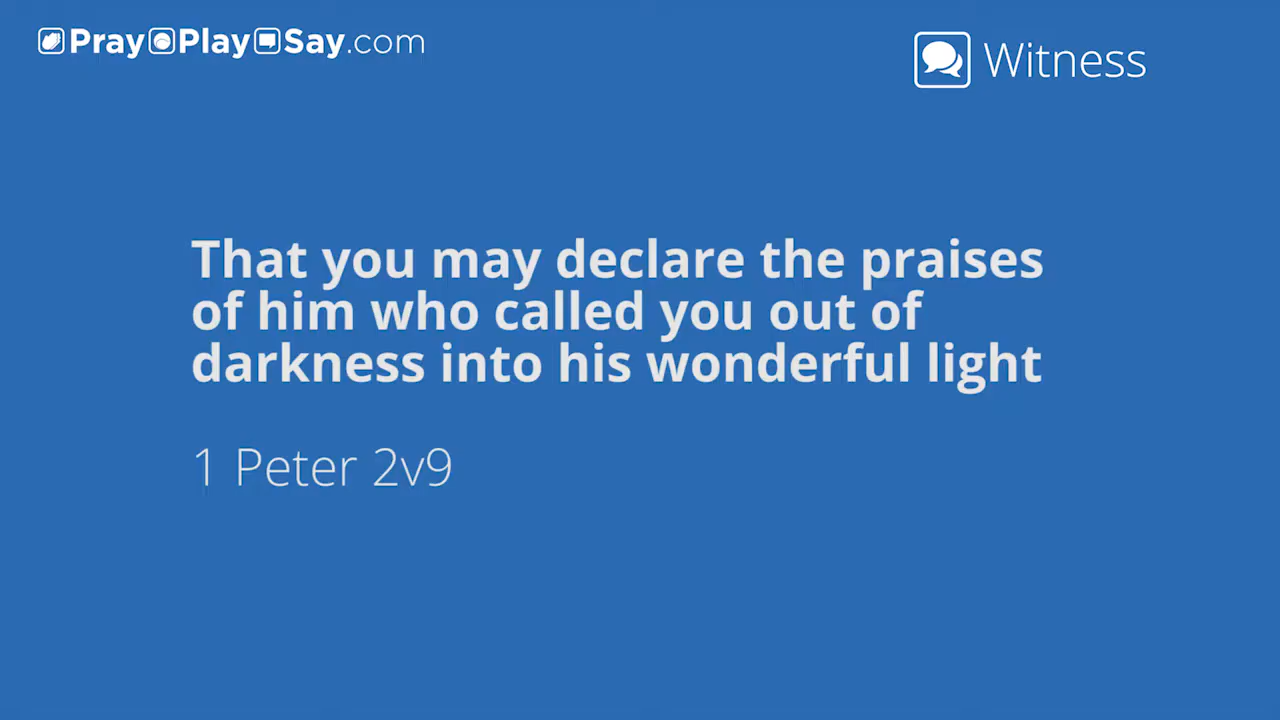 PrayPlaySay.com
Witness
That you may declare the praises
of him who called you out of
darkness into his wonderful light
1 Peter 2v9